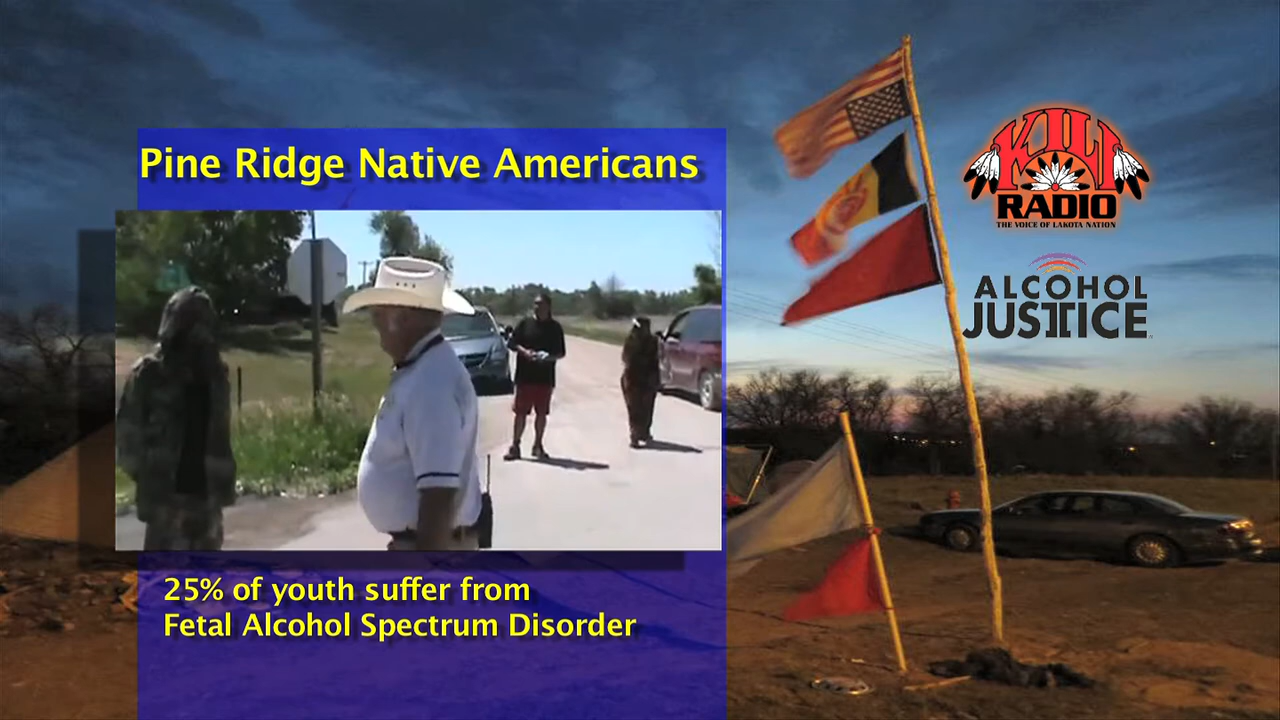 Pine Ridge Native Americans
25% of youth suffer from
Fetal Alcohol Spectrum Disorder
KILI
RADIO
THE VOICE OF LAKOTA NATION
ALCOHOL
JUSTICE